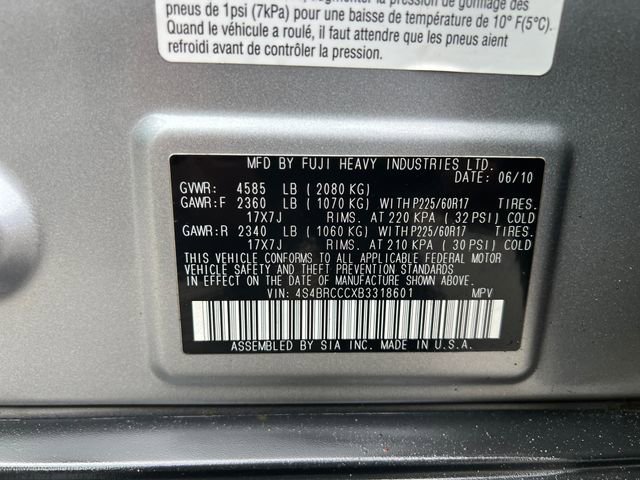 pneus de 1psi (7kPa) pour une baisse de température de 10° F(5°C).
Quand le véhicule a roulé, il faut attendre que les pneus aient
refroidi avant de contrôler la pression.
MFD BY FUJI HEAVY INDUSTRIES LTD.
DATE: 06/10
GVWR: 4585 LB ( 2080 KG)
GAWR:F 2360 LB ( 1070 KG) WITH P225/60R17 TIRES.
17X7J RIMS. AT 220 KPA ( 32 PSI) COLD
GAWR:R 2340 LB ( 1060 KG) WITH P225/60R17 TIRES.
17X7J RIMS. AT 210 KPA ( 30 PSI) COLD
THIS VEHICLE CONFORMS TO ALL APPLICABLE FEDERAL MOTOR
VEHICLE SAFETY AND THEFT PREVENTION STANDARDS
IN EFFECT ON THE DATE OF MANUFACTURE SHOWN ABOVE.
VIN: 4S4BRCCCXB3318601 MPV
ASSEMBLED BY SIA INC. MADE IN U.S.A.